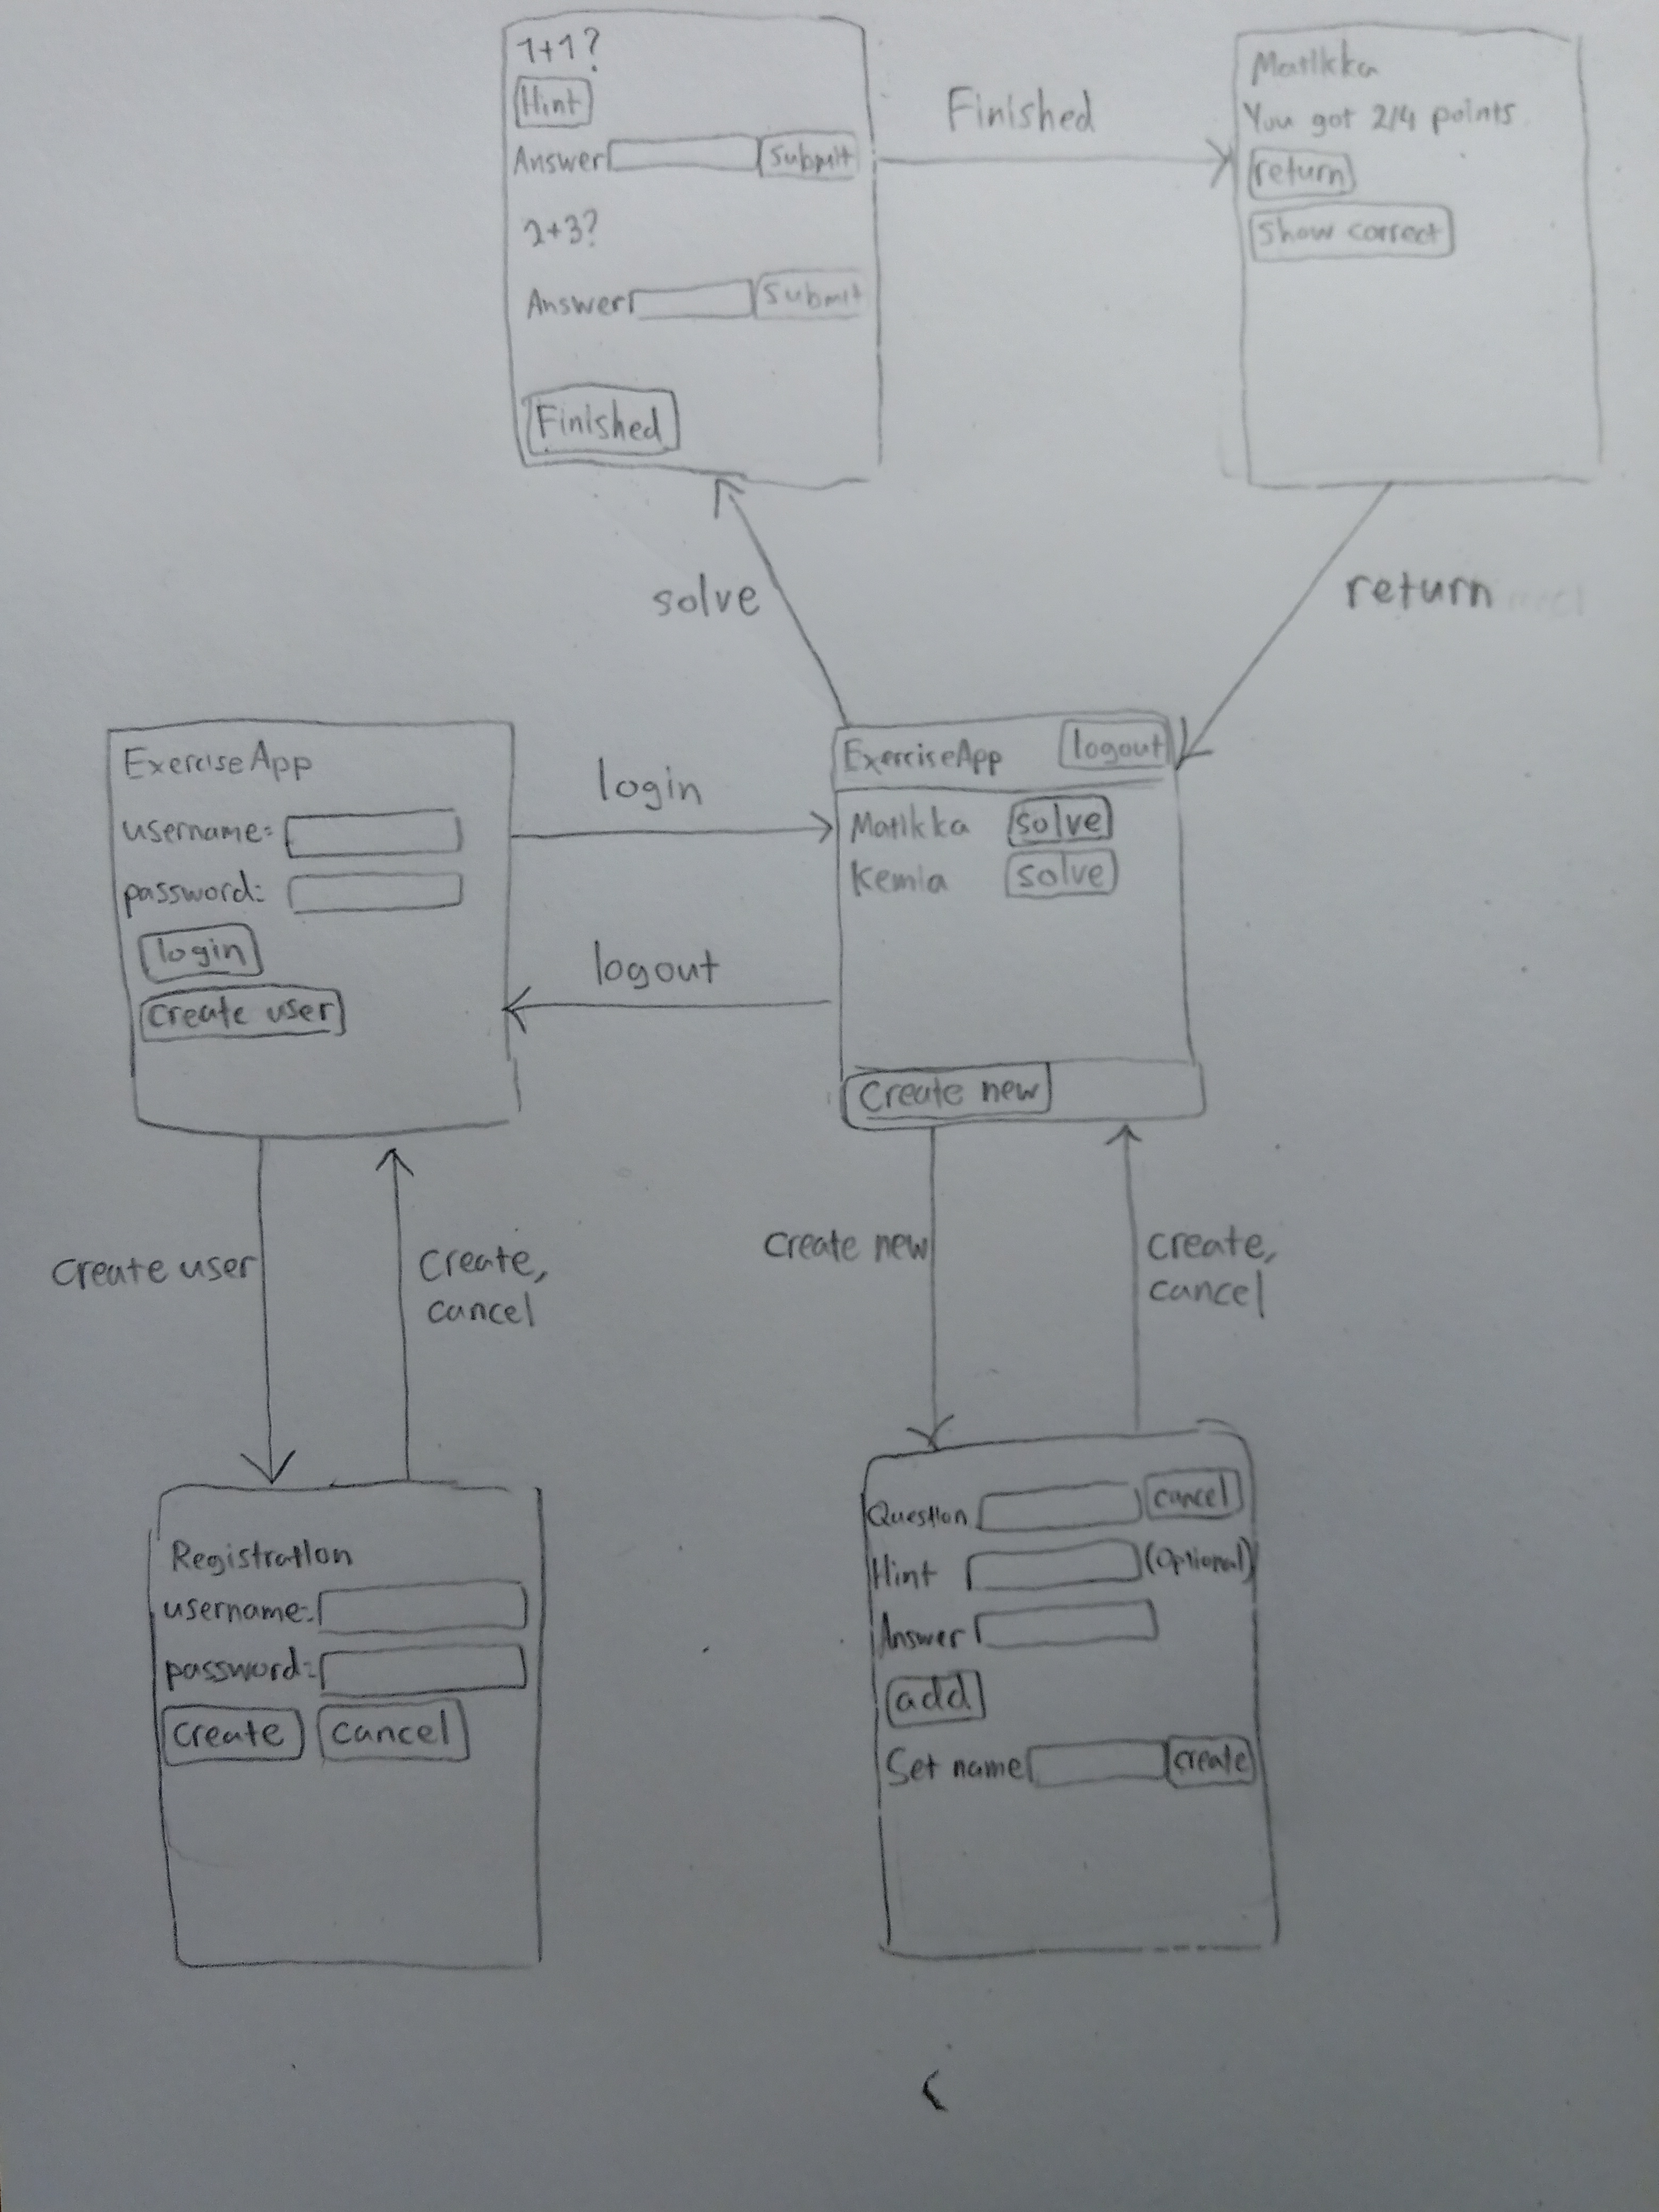 1+1?
Hint
Answer submit
2+3?
Answer submit
Finished
Finished
Matikka
You got 2/4 points
return
show correct
solve
return
ExerciseApp
username:
password:
login
create user
login
logout
ExerciseApp logout
Matikka solve
Kemia solve
Create new
create user
create,
cancel
create new
create,
cancel
Registration
username:
password:
create cancel
Question cancel
Hint (optional)
Answer
add
Set name create